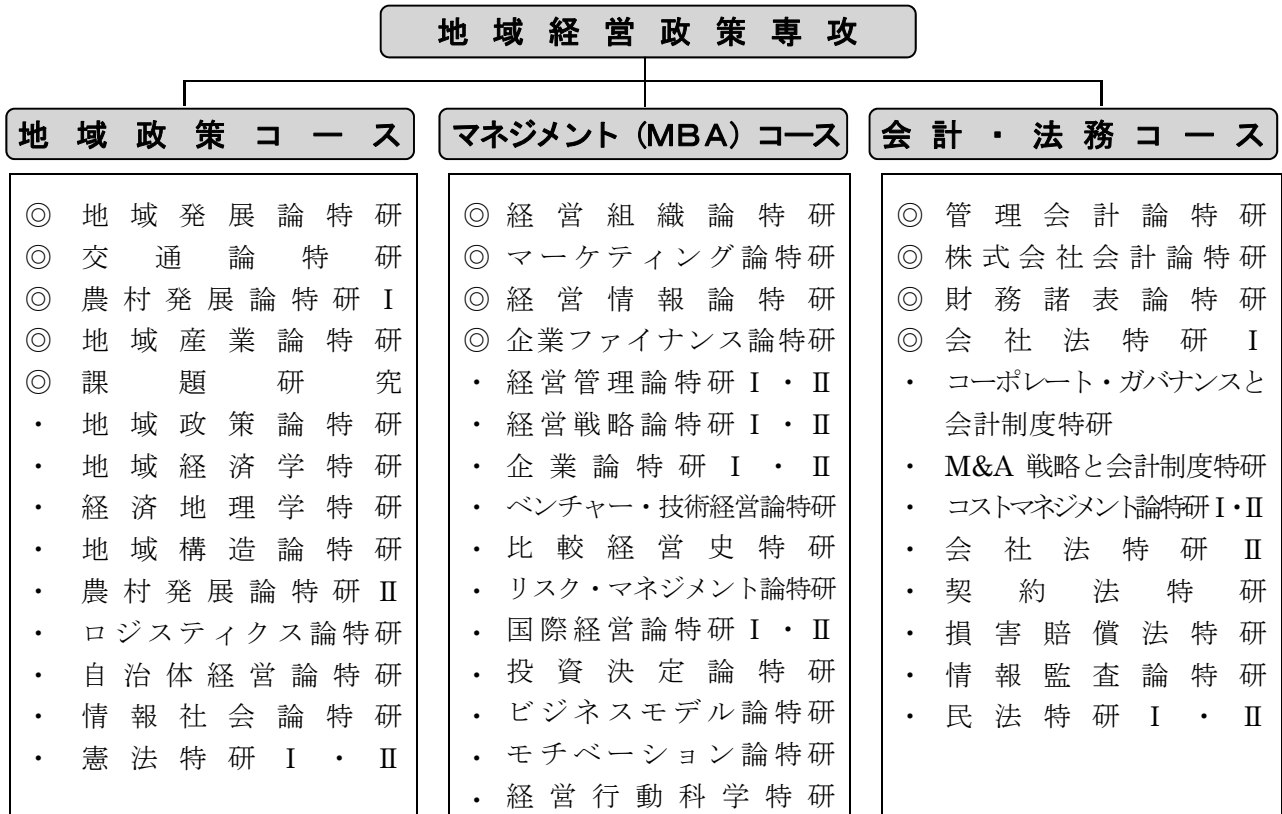 地域経営政策専攻
地域政策コース
◎ 地域発展論特研
◎ 交通論特研
◎ 農村発展論特研Ⅰ
◎ 地域産業論特研
◎ 課題研究
・ 地域政策論特研
・ 地域経済学特研
・ 経済地理学特研
・ 地域構造論特研
・ 農村発展論特研Ⅱ
・ ロジスティクス論特研
・ 自治体経営論特研
・ 情報社会論特研
・ 憲法特研Ⅰ・Ⅱ
マネジメント(MBA)コース
◎ 経営組織論特研
◎ マーケティング論特研
◎ 経営情報論特研
◎ 企業ファイナンス論特研
・ 経営管理論特研Ⅰ・Ⅱ
・ 経営戦略論特研Ⅰ・Ⅱ
・ 企業論特研Ⅰ・Ⅱ
・ ベンチャー・技術経営論特研
・ 比較経営史特研
・ リスク・マネジメント論特研
・ 国際経営論特研Ⅰ・Ⅱ
・ 投資決定論特研
・ ビジネスモデル論特研
・ モチベーション論特研
・ 経営行動科学特研
会計・法務コース
◎ 管理会計論特研
◎ 株式会社会計論特研
◎ 財務諸表論特研
◎ 会社法特研Ⅰ
・ コーポレート・ガバナンスと
会計制度特研
・ M&A 戦略と会計制度特研
・ コストマネジメント論特研Ⅰ・Ⅱ
・ 会社法特研Ⅱ
・ 契約法特研
・ 損害賠償法特研
・ 情報監査論特研
・ 民法特研Ⅰ・Ⅱ